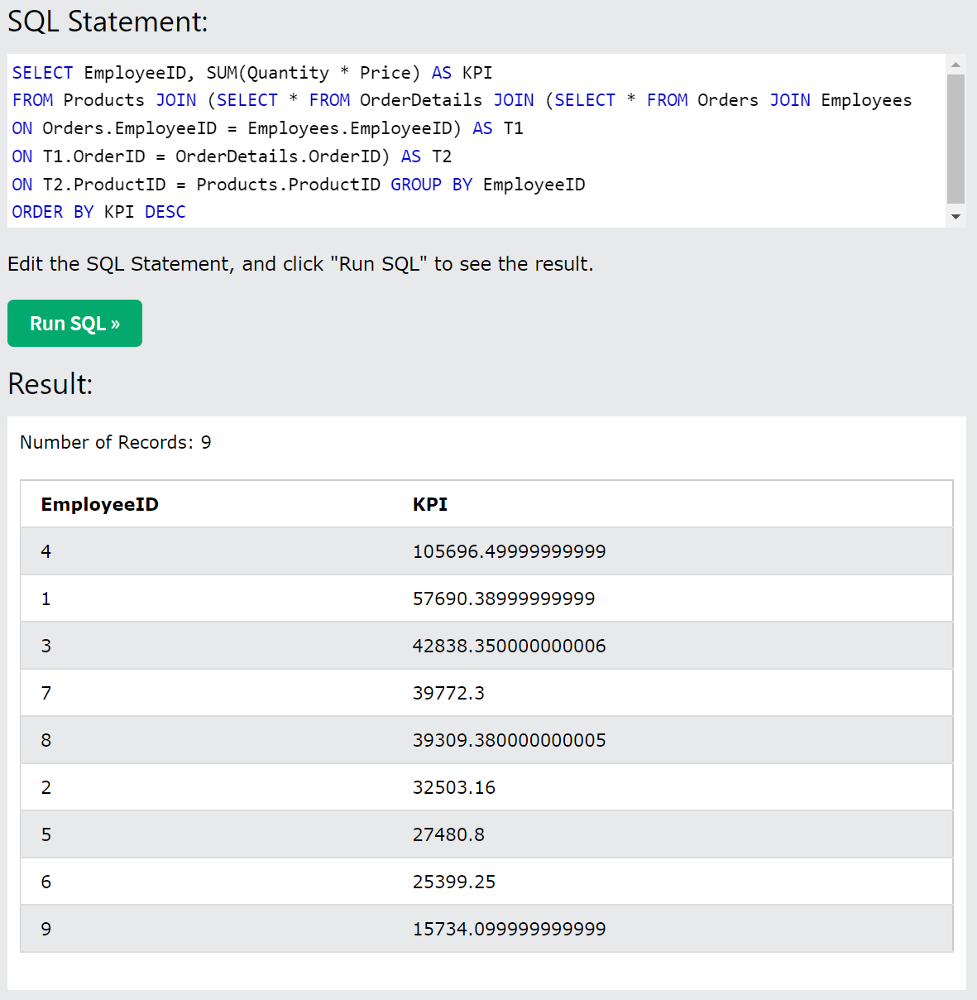 SQL Statement:
SELECT EmployeeID, SUM(Quantity * Price) AS KPI
FROM Products JOIN (SELECT * FROM OrderDetails JOIN (SELECT * FROM Orders JOIN Employees
ON Orders.EmployeeID = Employees.EmployeeID) AS T1
ON T1.OrderID = OrderDetails.OrderID) AS T2
ON T2.ProductID = Products.ProductID GROUP BY EmployeeID
ORDER BY KPI DESC
Edit the SQL Statement, and click "Run SQL" to see the result.
Run SQL »
Result:
Number of Records: 9
EmployeeID KPI
4 105696.49999999999
1 57690.38999999999
3 42838.350000000006
7 39772.3
8 39309.380000000005
2 32503.16
5 27480.8
6 25399.25
9 15734.099999999999